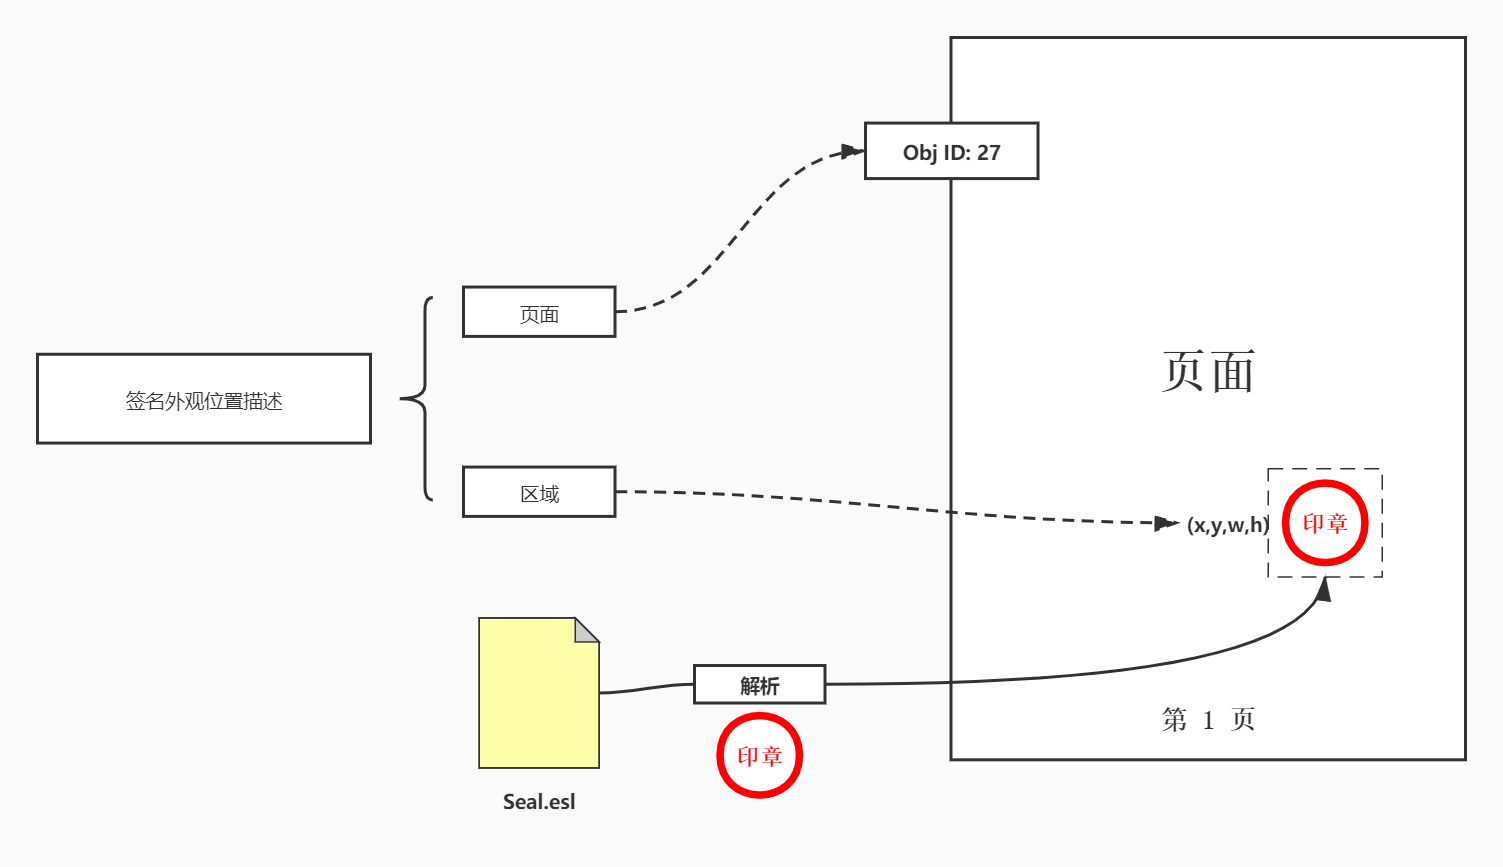 Obj ID: 27
页面
签名外观位置描述
页面
区域
(x,y,w,h)
印章
解析
第 1 页
印章
Seal.esl